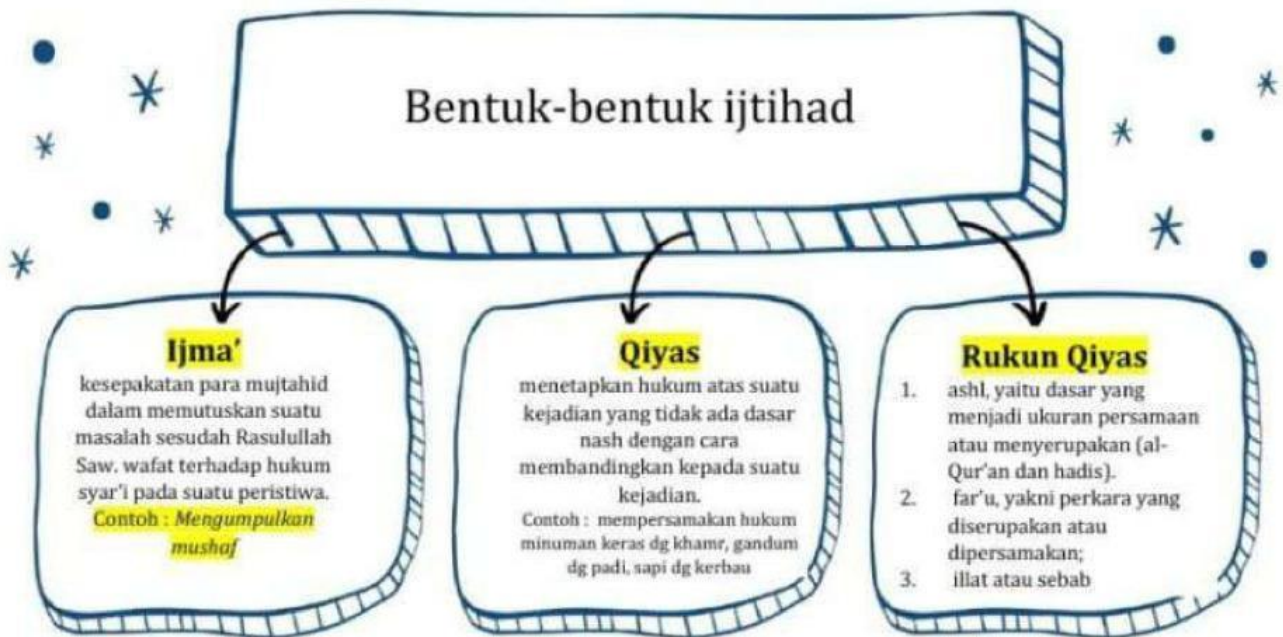 Bentuk-bentuk ijtihad
Ijma'
kesepakatan para mujtahid
dalam memutuskan suatu
masalah sesudah Rasulullah
Saw. wafat terhadap hukum
syar'i pada suatu peristiwa.
Contoh : Mengumpulkan
mushaf
Qiyas
menetapkan hukum atas suatu
kejadian yang tidak ada dasar
nash dengan cara
membandingkan kepada suatu
kejadian.
Contoh : mempersamakan hukum
minuman keras dg khamr, gandum
dg padi, sapi dg kerbau
Rukun Qiyas
1. ashl, yaitu dasar yang
menjadi ukuran persamaan
atau menyerupakan (al-
Qur'an dan hadis).
2. far'u, yakni perkara yang
diserupakan atau
dipersamakan;
3. illat atau sebab